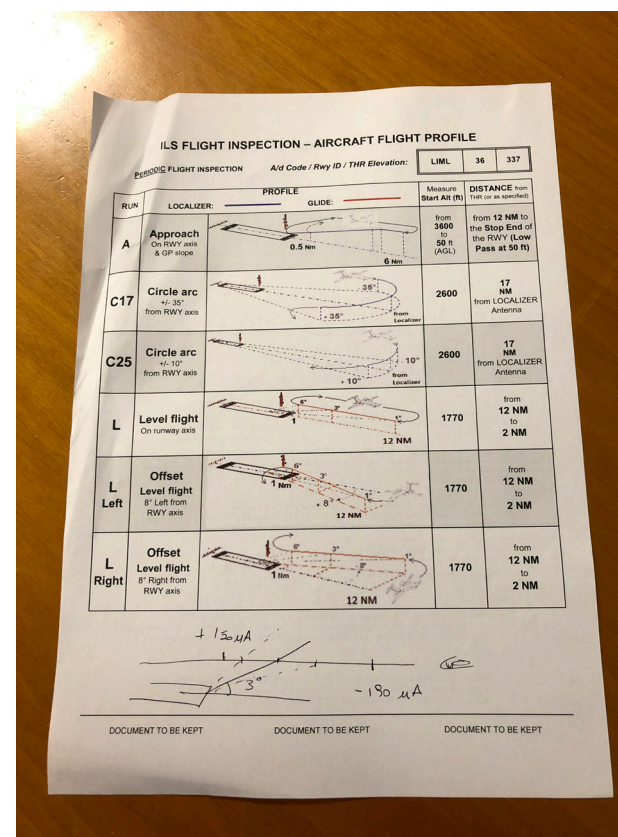 ILS FLIGHT INSPECTION – AIRCRAFT FLIGHT PROFILE
PERIODIC FLIGHT INSPECTION
A/d Code / Rwy ID / THR Elevation:
LIML 36 337
RUN
PROFILE
LOCALIZER: GLIDE:
Measure
Start Alt (ft)
DISTANCE from
THR (or as specified)
A
Approach
On RWY axis
& GP slope
0.5 Nm
6 Nm
from
3600
to
50 ft
(AGL)
from 12 NM to
the Stop End of
the RWY (Low
Pass at 50 ft)
C17
Circle arc
+/- 35°
from RWY axis
35°
- 35°
from
Localizer
2600
17
NM
from LOCALIZER
Antenna
C25
Circle arc
+/- 10°
from RWY axis
10°
- 10°
from
Localizer
2600
17
NM
from LOCALIZER
Antenna
L
Level flight
On runway axis
6°
3°
1°
1
12 NM
1770
from
12 NM
to
2 NM
L
Left
Offset
Level flight
8° Left from
RWY axis
6°
3°
1°
1 Nm
12 NM
1770
from
12 NM
to
2 NM
L
Right
Offset
Level flight
8° Right from
RWY axis
6°
3°
1°
1 Nm
12 NM
1770
from
12 NM
to
2 NM
+ 150 µA
3°
- 190 µA
DOCUMENT TO BE KEPT DOCUMENT TO BE KEPT DOCUMENT TO BE KEPT